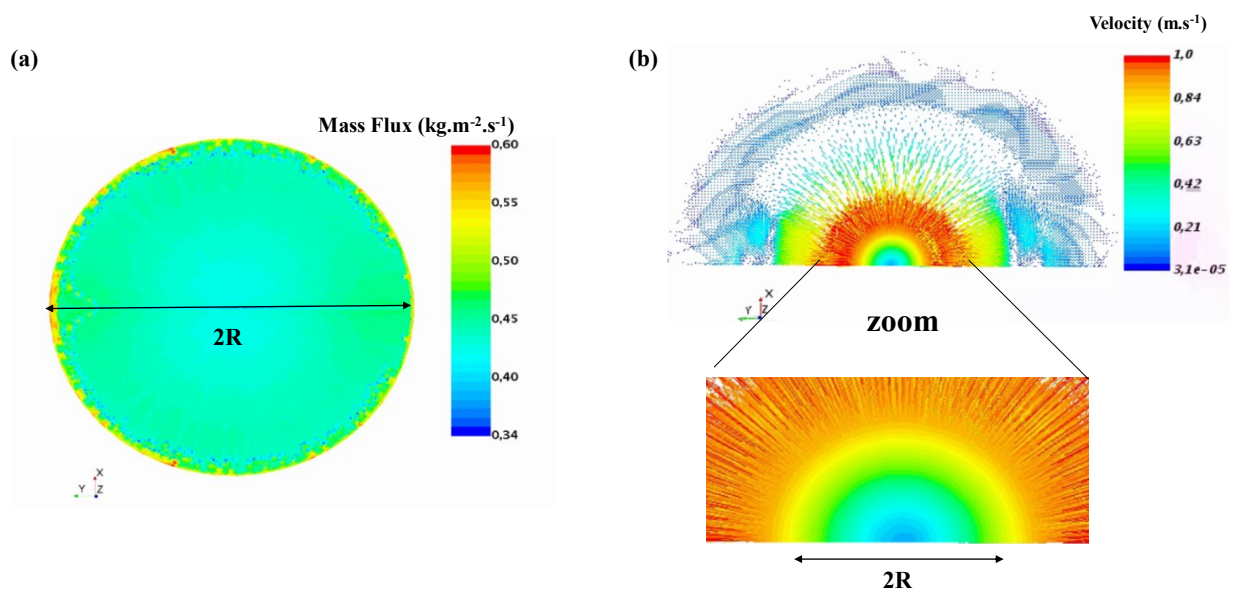 (a)
Mass Flux (kg.m-2.s-1)
0,60
0,55
0,50
0,45
0,40
0,34
2R
X
Y
Z
(b)
Velocity (m.s-1)
1,0
0,84
0,63
0,42
0,21
3,1e−05
X
Y
Z
zoom
2R